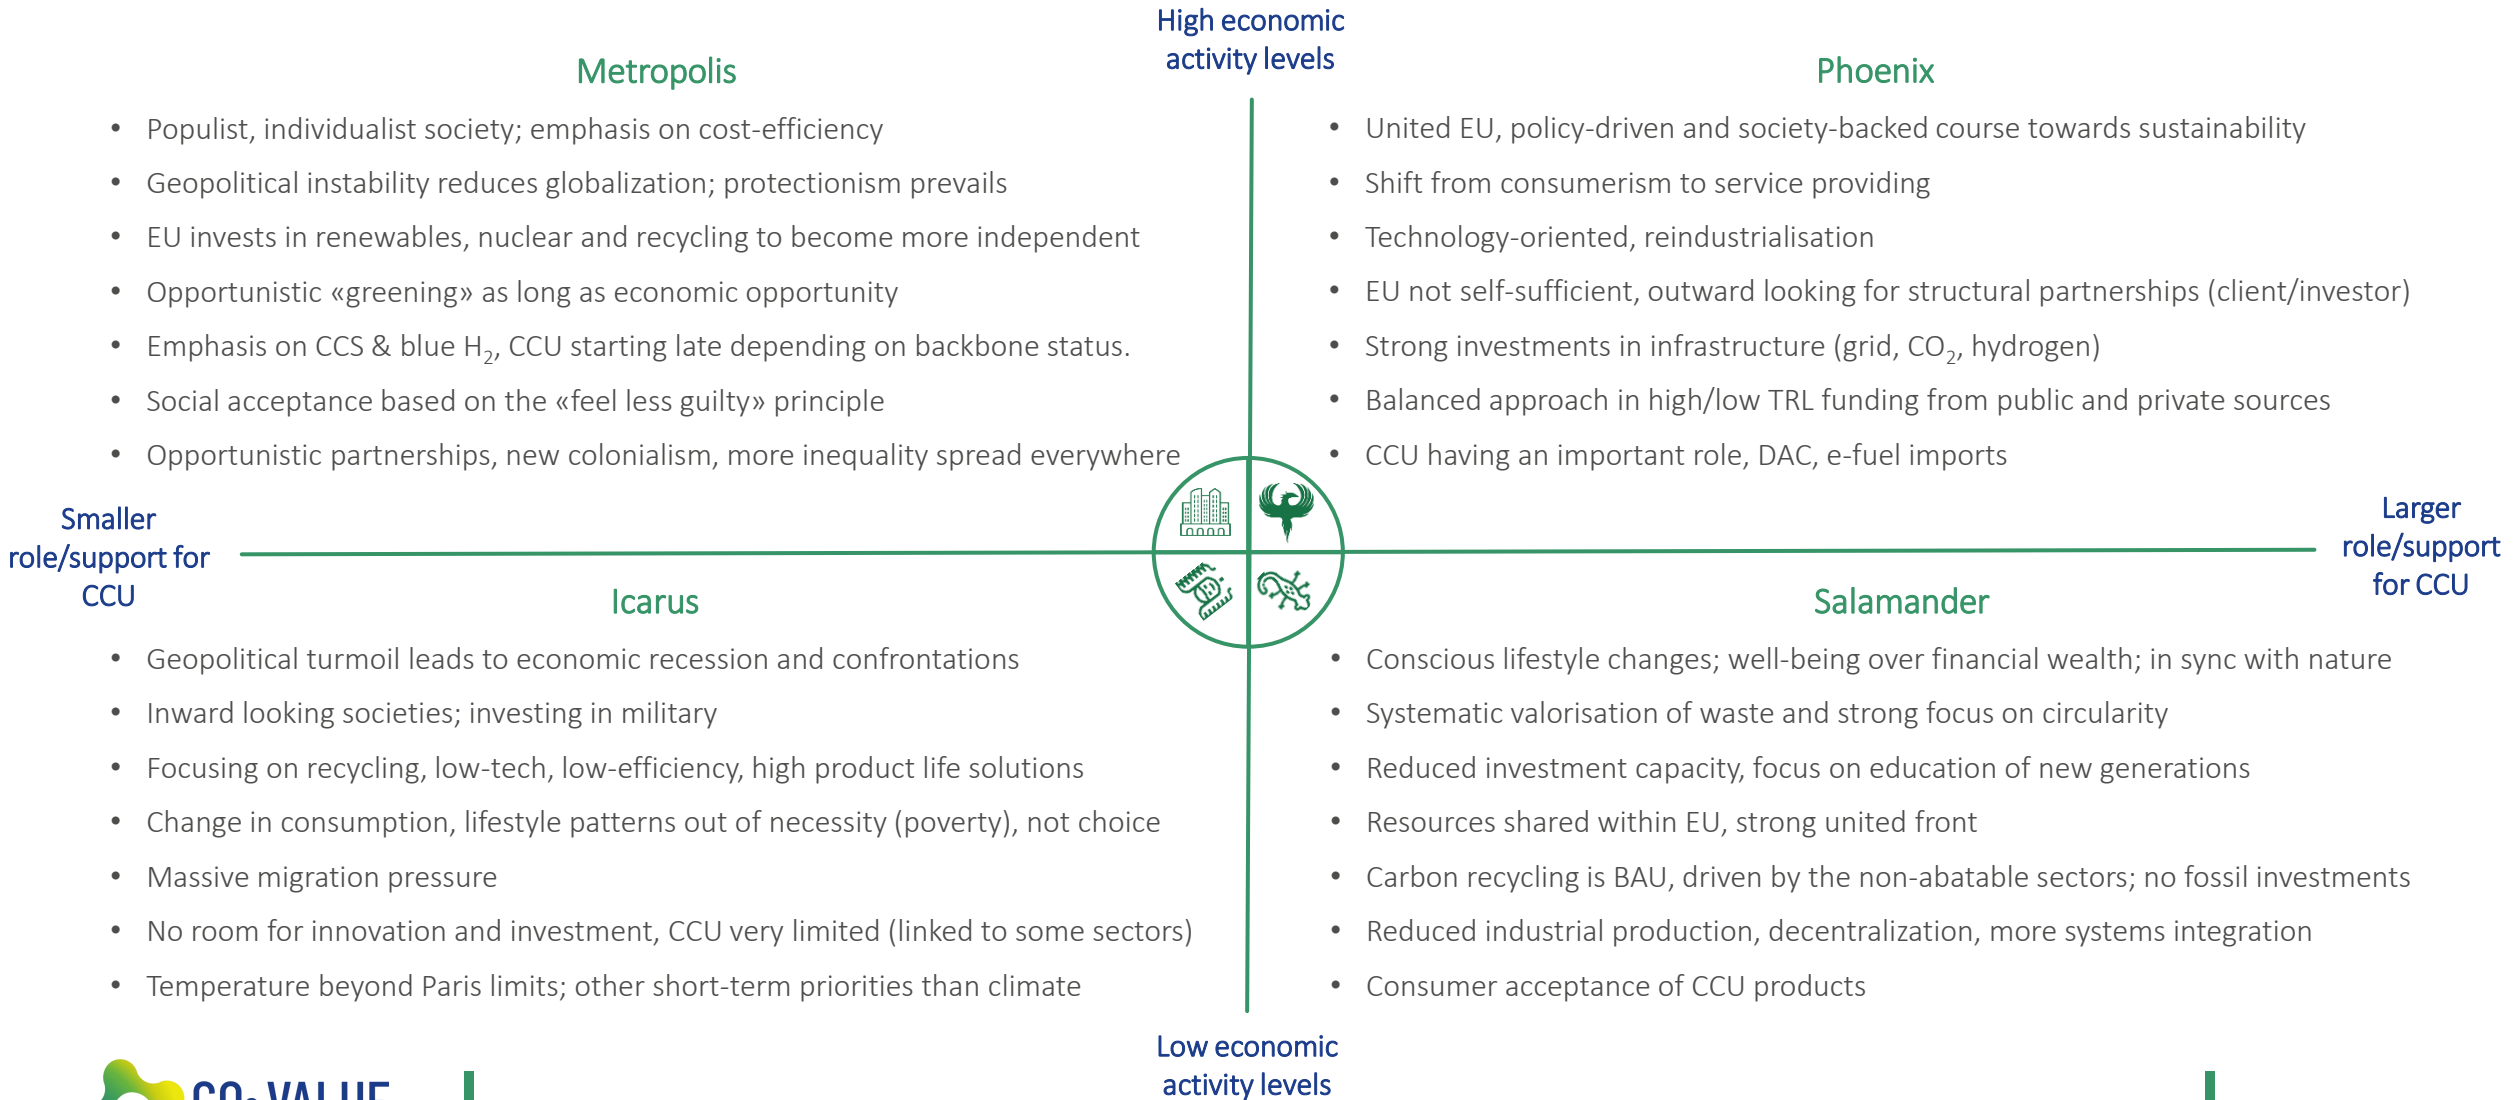 High economic
activity levels
Metropolis
• Populist, individualist society; emphasis on cost-efficiency
• Geopolitical instability reduces globalization; protectionism prevails
• EU invests in renewables, nuclear and recycling to become more independent
• Opportunistic «greening» as long as economic opportunity
• Emphasis on CCS & blue H₂, CCU starting late depending on backbone status.
• Social acceptance based on the «feel less guilty» principle
• Opportunistic partnerships, new colonialism, more inequality spread everywhere
Phoenix
• United EU, policy-driven and society-backed course towards sustainability
• Shift from consumerism to service providing
• Technology-oriented, reindustrialisation
• EU not self-sufficient, outward looking for structural partnerships (client/investor)
• Strong investments in infrastructure (grid, CO₂, hydrogen)
• Balanced approach in high/low TRL funding from public and private sources
• CCU having an important role, DAC, e-fuel imports
Smaller
role/support for
CCU
Larger
role/support
for CCU
Icarus
• Geopolitical turmoil leads to economic recession and confrontations
• Inward looking societies; investing in military
• Focusing on recycling, low-tech, low-efficiency, high product life solutions
• Change in consumption, lifestyle patterns out of necessity (poverty), not choice
• Massive migration pressure
• No room for innovation and investment, CCU very limited (linked to some sectors)
• Temperature beyond Paris limits; other short-term priorities than climate
Salamander
• Conscious lifestyle changes; well-being over financial wealth; in sync with nature
• Systematic valorisation of waste and strong focus on circularity
• Reduced investment capacity, focus on education of new generations
• Resources shared within EU, strong united front
• Carbon recycling is BAU, driven by the non-abatable sectors; no fossil investments
• Reduced industrial production, decentralization, more systems integration
• Consumer acceptance of CCU products
Low economic
activity levels
CO₂ VALUE